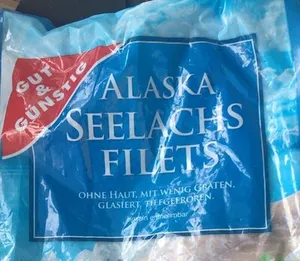 GUT
&
GÜNSTIG
ALASKA
SEELACHS
FILETS
OHNE HAUT, MIT WENIG GRÄTEN,
GLASIERT, TIEFGEFROREN.